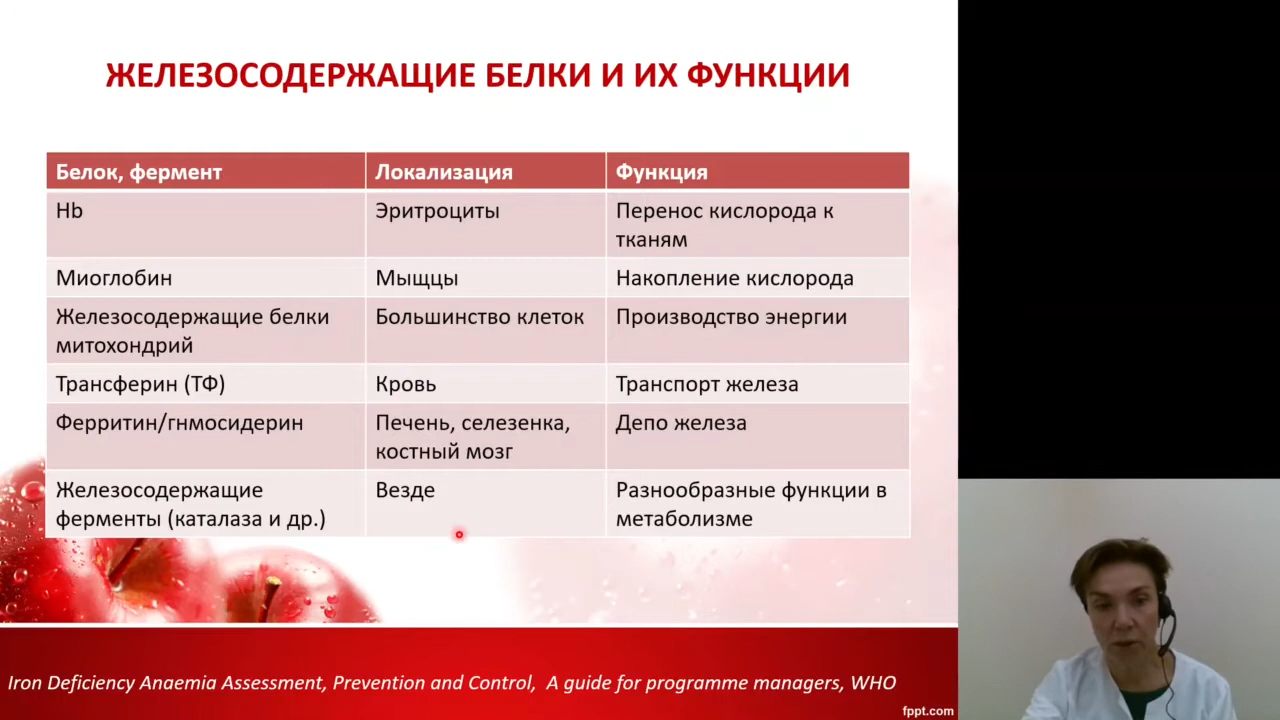 ЖЕЛЕЗОСОДЕРЖАЩИЕ БЕЛКИ И ИХ ФУНКЦИИ
Белок, фермент
Локализация
Функция
Hb
Эритроциты
Перенос кислорода к
тканям
Миоглобин
Мыщцы
Накопление кислорода
Железосодержащие белки
митохондрий
Большинство клеток
Производство энергии
Трансферин (ТФ)
Кровь
Транспорт железа
Ферритин/гнмосидерин
Печень, селезенка,
костный мозг
Депо железа
Железосодержащие
ферменты (каталаза и др.)
Везде
Разнообразные функции в
метаболизме
Iron Deficiency Anaemia Assessment, Prevention and Control, A guide for programme managers, WHO
fppt.com